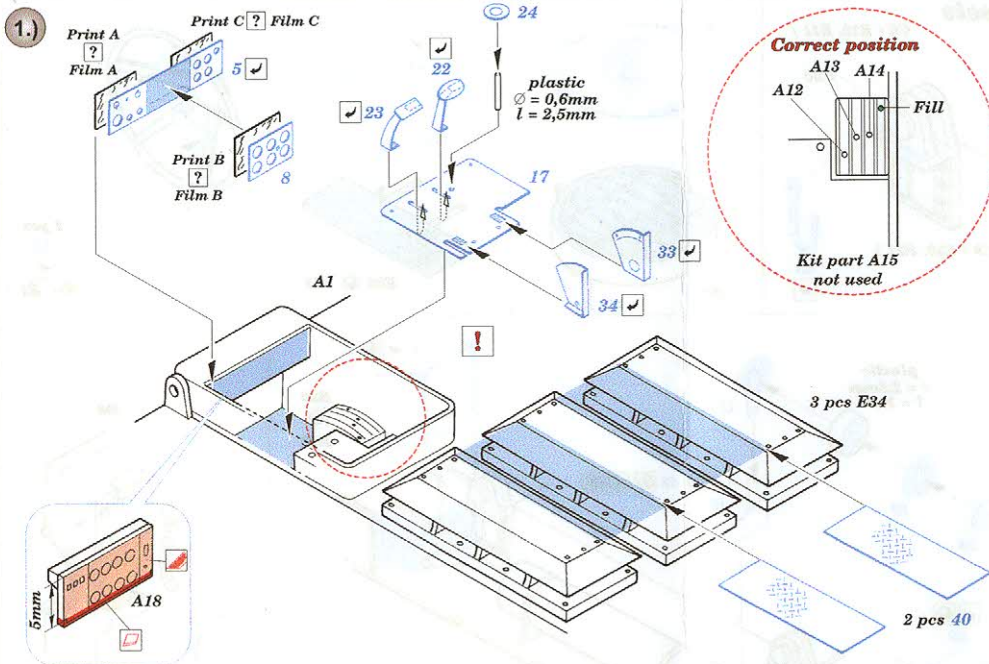 1.)
Print A
?
Film A
Print C ? Film C
5
Print B
?
Film B
8
24
22
23
plastic
Ø = 0,6mm
l = 2,5mm
17
33
34
Correct position
A13
A14
A12
Fill
Kit part A15
not used
A1
!
3 pcs E34
A18
5mm
2 pcs 40